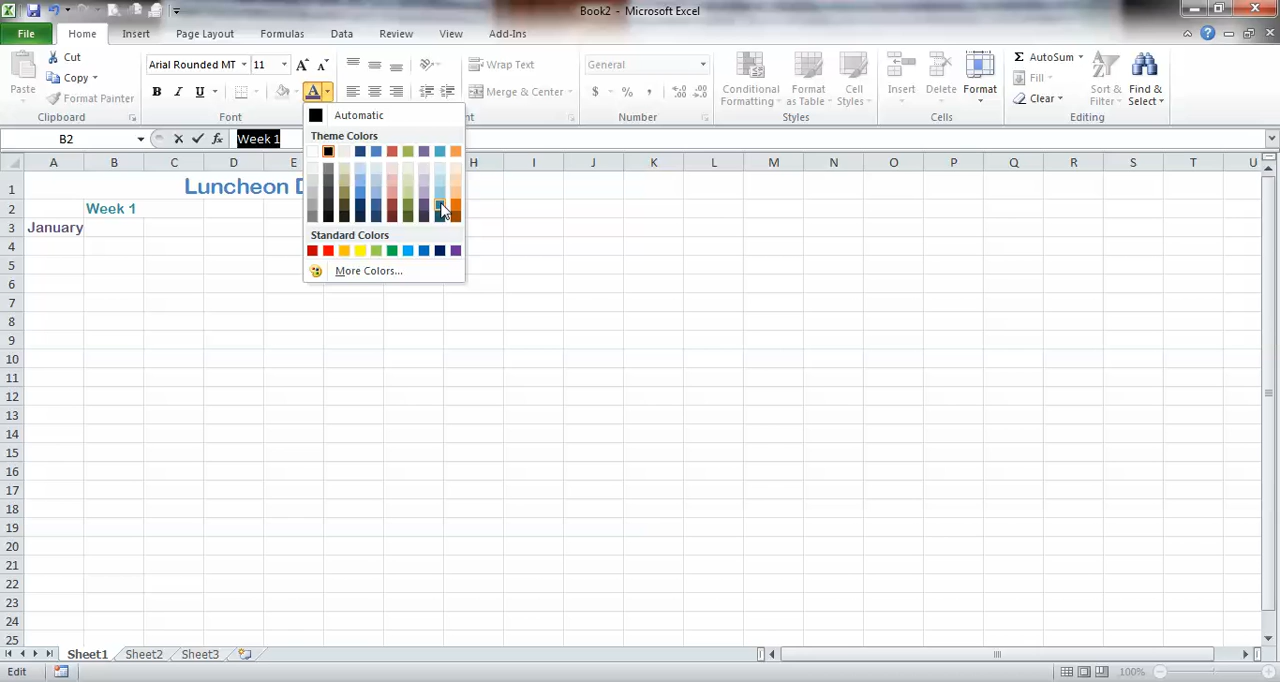 Book2 - Microsoft Excel
File Home Insert Page Layout Formulas Data Review View Add-Ins
Paste Cut Copy Format Painter Clipboard
Arial Rounded MT 11 B I U A Font
Wrap Text
Merge & Center
General $ % , Number
Conditional Formatting Format as Table Cell Styles Styles
Insert Delete Format Cells
AutoSum Fill Clear Sort & Filter Find & Select Editing
B2 fx Week 1
Automatic
Theme Colors
Standard Colors
More Colors...
A B C D E H I J K L M N O P Q R S T U
1 Luncheon D
2 Week 1
3 January
4
5
6
7
8
9
10
11
12
13
14
15
16
17
18
19
20
21
22
23
24
25
Sheet1 Sheet2 Sheet3
Edit 100%